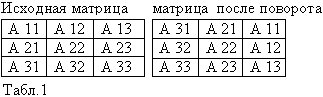 Исходная матрица матрица после поворота
А 11 А 12 А 13 А 31 А 21 А 11
А 21 А 22 А 23 А 32 А 22 А 12
А 31 А 32 А 33 А 33 А 23 А 13
Табл.1